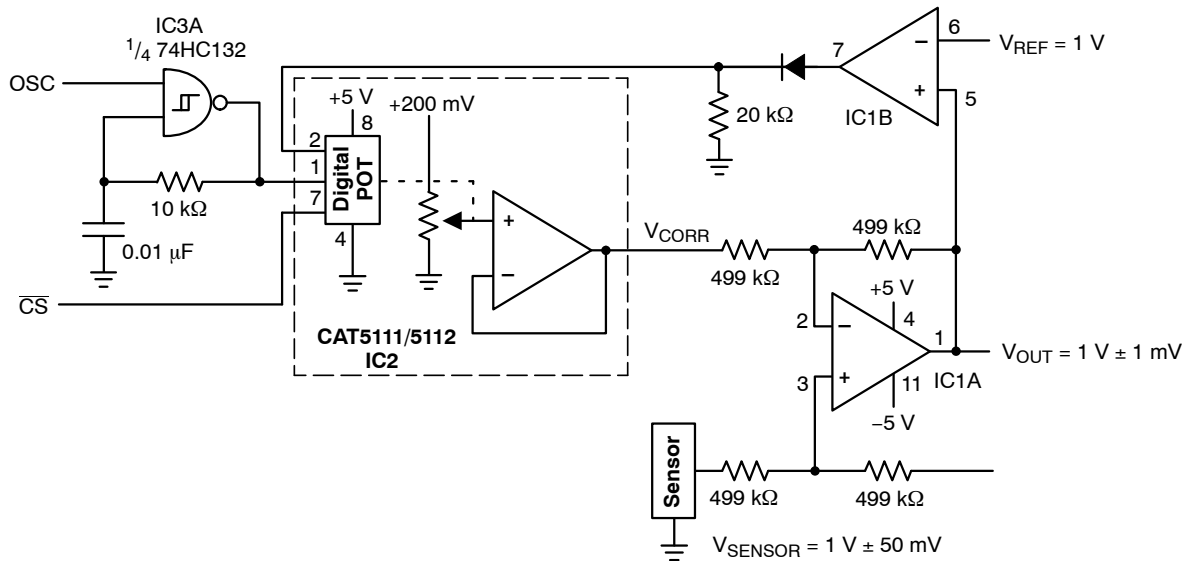 IC3A
1/4 74HC132
OSC
10 kΩ
0.01 μF
CS
+5 V
8
+200 mV
2
1
7
4
Digital
POT
+
−
CAT5111/5112
IC2
VCORR
499 kΩ
499 kΩ
7
6
5
−
+
IC1B
VREF = 1 V
20 kΩ
+5 V
4
2
3
−
+
1
11
−5 V
IC1A
VOUT = 1 V ± 1 mV
Sensor
499 kΩ
499 kΩ
VSENSOR = 1 V ± 50 mV